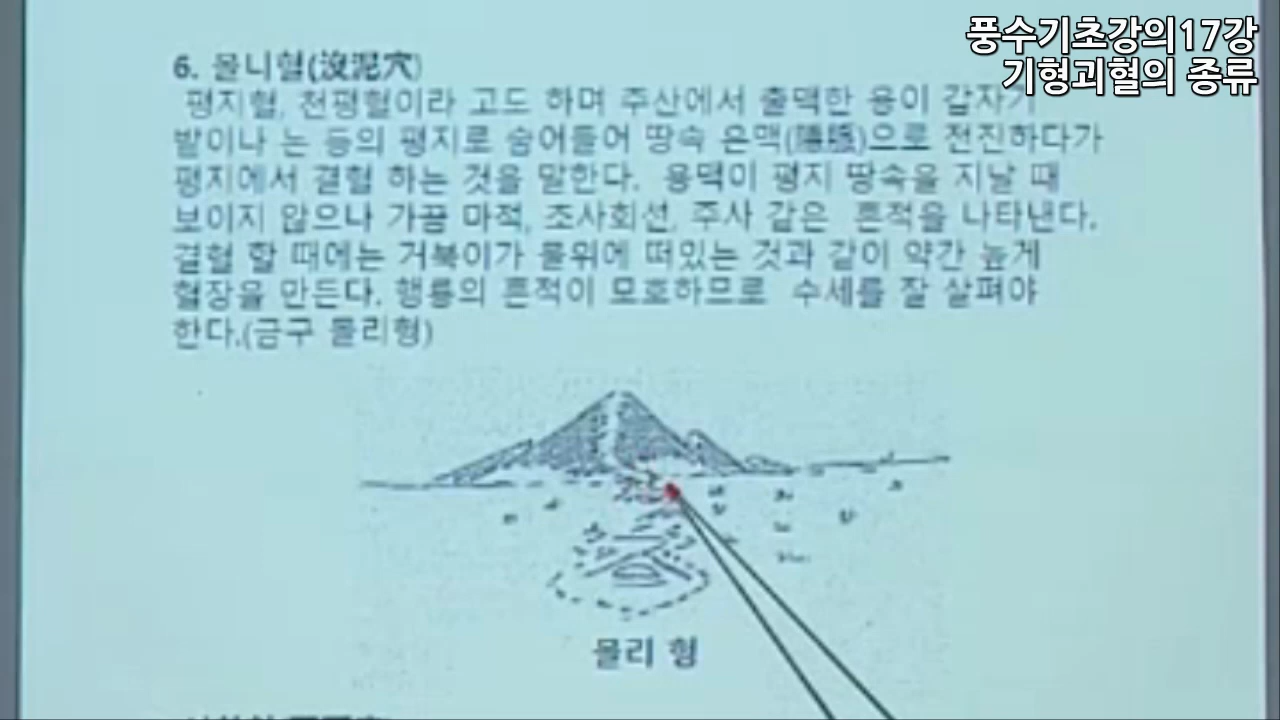 풍수기초강의17강
기형괴혈의 종류
6. 몰니혈(沒泥穴)
평지혈, 천평혈이라 고도 하며 주산에서 출맥한 용이 갑자기
밭이나 논 등의 평지로 숨어들어 땅속 은맥(隱脈)으로 전진하다가
평지에서 결혈 하는 것을 말한다. 용맥이 평지 땅속을 지날 때
보이지 않으나 가끔 마적, 조사회선, 주사 같은 흔적을 나타낸다.
결혈 할 때에는 거북이가 물위에 떠있는 것과 같이 약간 높게
혈장을 만든다. 행룡의 흔적이 모호하므로 수세를 잘 살펴야
한다.(금구 몰리형)
몰리 형